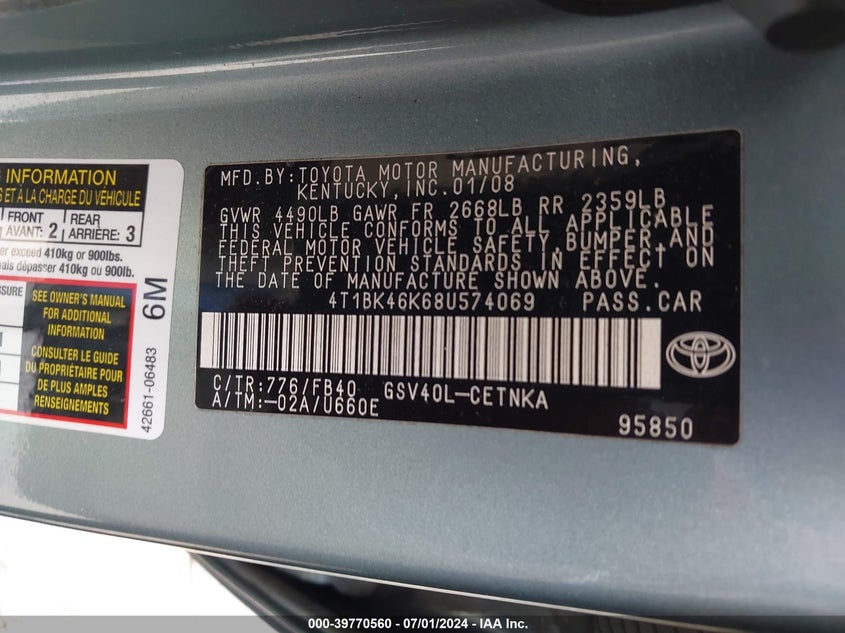 INFORMATION
ET À LA CHARGE DU VÉHICULE
FRONT
AVANT: 2
REAR
ARRIÈRE: 3
exceed 410kg or 900lbs.
dépasser 410kg ou 900lb.
SEE OWNER'S MANUAL
FOR ADDITIONAL
INFORMATION
CONSULTER LE GUIDE
DU PROPRIÉTAIRE POUR
DE PLUS AMPLES
RENSEIGNEMENTS
6M
42661-06483
MFD.BY:TOYOTA MOTOR MANUFACTURING,
KENTUCKY, INC.01/08
GVWR 4490LB GAWR FR 2668LB RR 2359LB
THIS VEHICLE CONFORMS TO ALL APPLICABLE
FEDERAL MOTOR VEHICLE SAFETY,BUMPER,AND
THEFT PREVENTION STANDARDS IN EFFECT ON
THE DATE OF MANUFACTURE SHOWN ABOVE.
4T1BK46K68U574069 PASS.CAR
C/TR:776/FB40 GSV40L-CETNKA
A/TM:-02A/U660E
95850
000-39770560 - 07/01/2024 - IAA Inc.